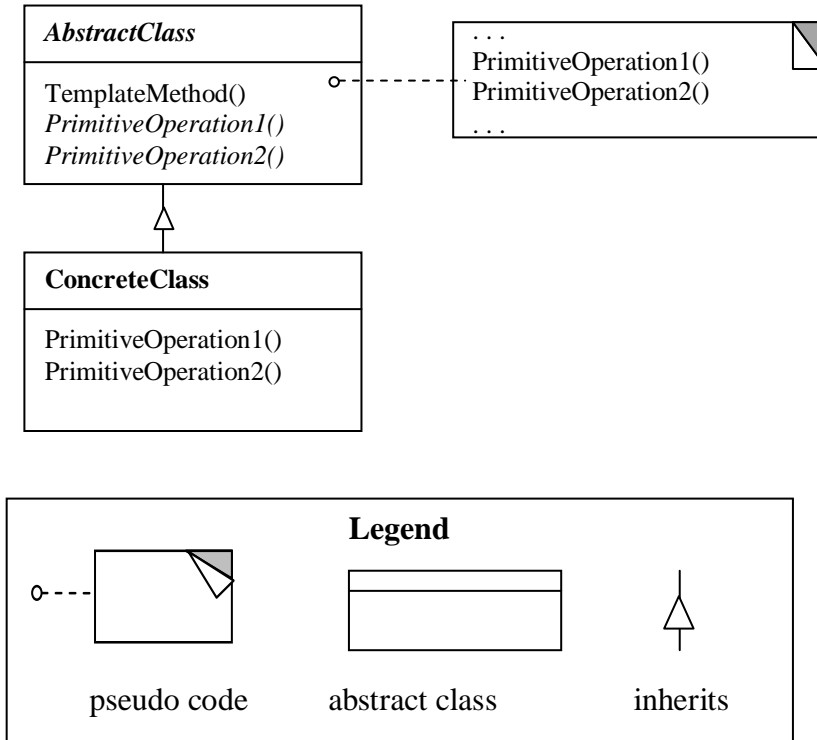 AbstractClass
TemplateMethod()
PrimitiveOperation1()
PrimitiveOperation2()
. . .
PrimitiveOperation1()
PrimitiveOperation2()
. . .
ConcreteClass
PrimitiveOperation1()
PrimitiveOperation2()
Legend
pseudo code
abstract class
inherits